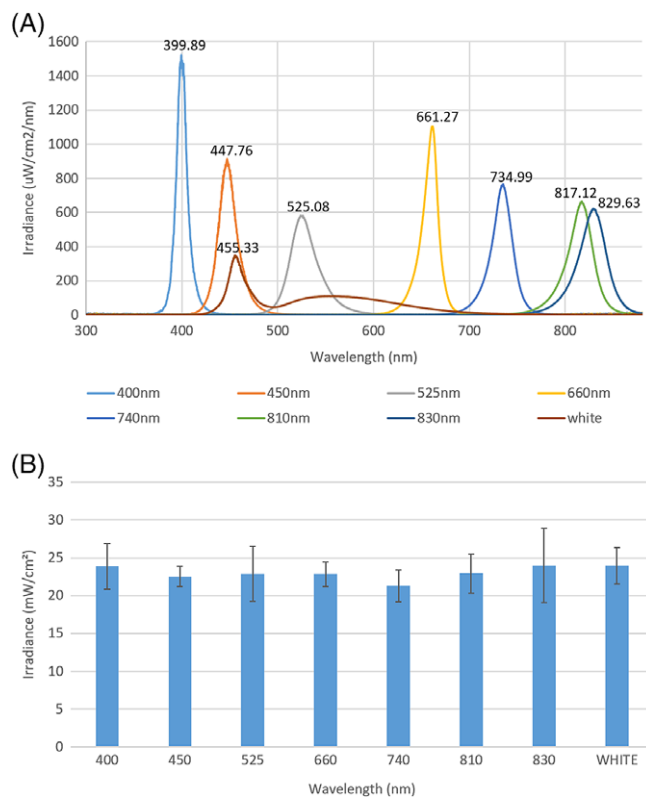 (A)
1600
399.89
1400
1200
1000
800
600
400
200
0
447.76
455.33
525.08
661.27
734.99
817.12
829.63
Irradiance (uW/cm2/nm)
300 400 500 600 700 800
Wavelength (nm)
400nm 450nm 525nm 660nm
740nm 810nm 830nm white
(B)
35
30
25
20
15
10
5
0
Irradiance (mW/cm²)
400 450 525 660 740 810 830 WHITE
Wavelength (nm)